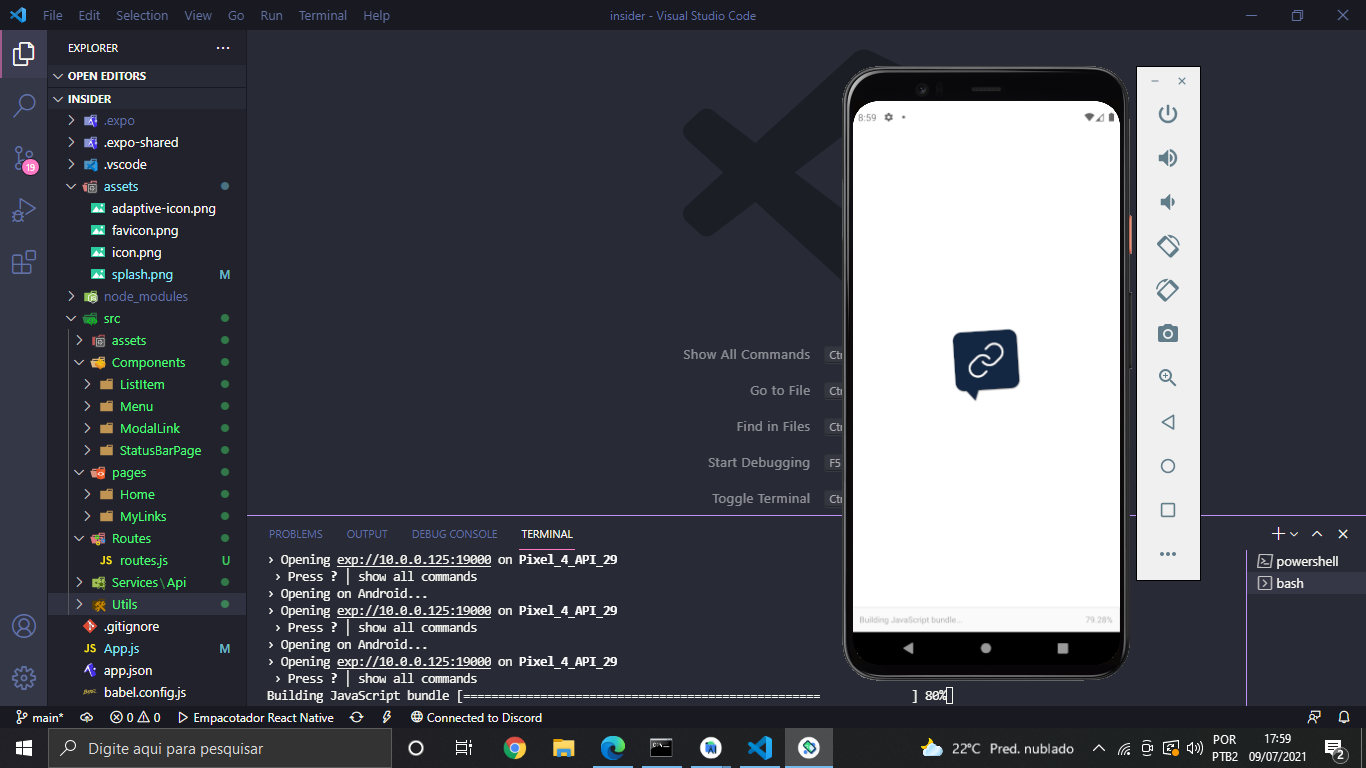 File Edit Selection View Go Run Terminal Help
insider - Visual Studio Code
EXPLORER
OPEN EDITORS
INSIDER
.expo
.expo-shared
.vscode
assets
adaptive-icon.png
favicon.png
icon.png
splash.png M
node_modules
src
assets
Components
ListItem
Menu
ModalLink
StatusBarPage
pages
Home
MyLinks
Routes
JS routes.js U
Services\Api
Utils
.gitignore
JS App.js M
app.json
babel.config.js
19
Show All Commands Ctr
Go to File Ctr
Find in Files Ctr
Start Debugging F5
Toggle Terminal Ctr
8:59
Building JavaScript bundle... 79.28%
PROBLEMS OUTPUT DEBUG CONSOLE TERMINAL
› Opening exp://10.0.0.125:19000 on Pixel_4_API_29
› Press ? │ show all commands
› Opening on Android...
› Opening exp://10.0.0.125:19000 on Pixel_4_API_29
› Press ? │ show all commands
› Opening on Android...
› Opening exp://10.0.0.125:19000 on Pixel_4_API_29
› Press ? │ show all commands
Building JavaScript bundle [=================================================== ] 80%
powershell
bash
main* 0 0 Empacotador React Native Connected to Discord
Digite aqui para pesquisar
22°C Pred. nublado
POR
PTB2
17:59
09/07/2021
2